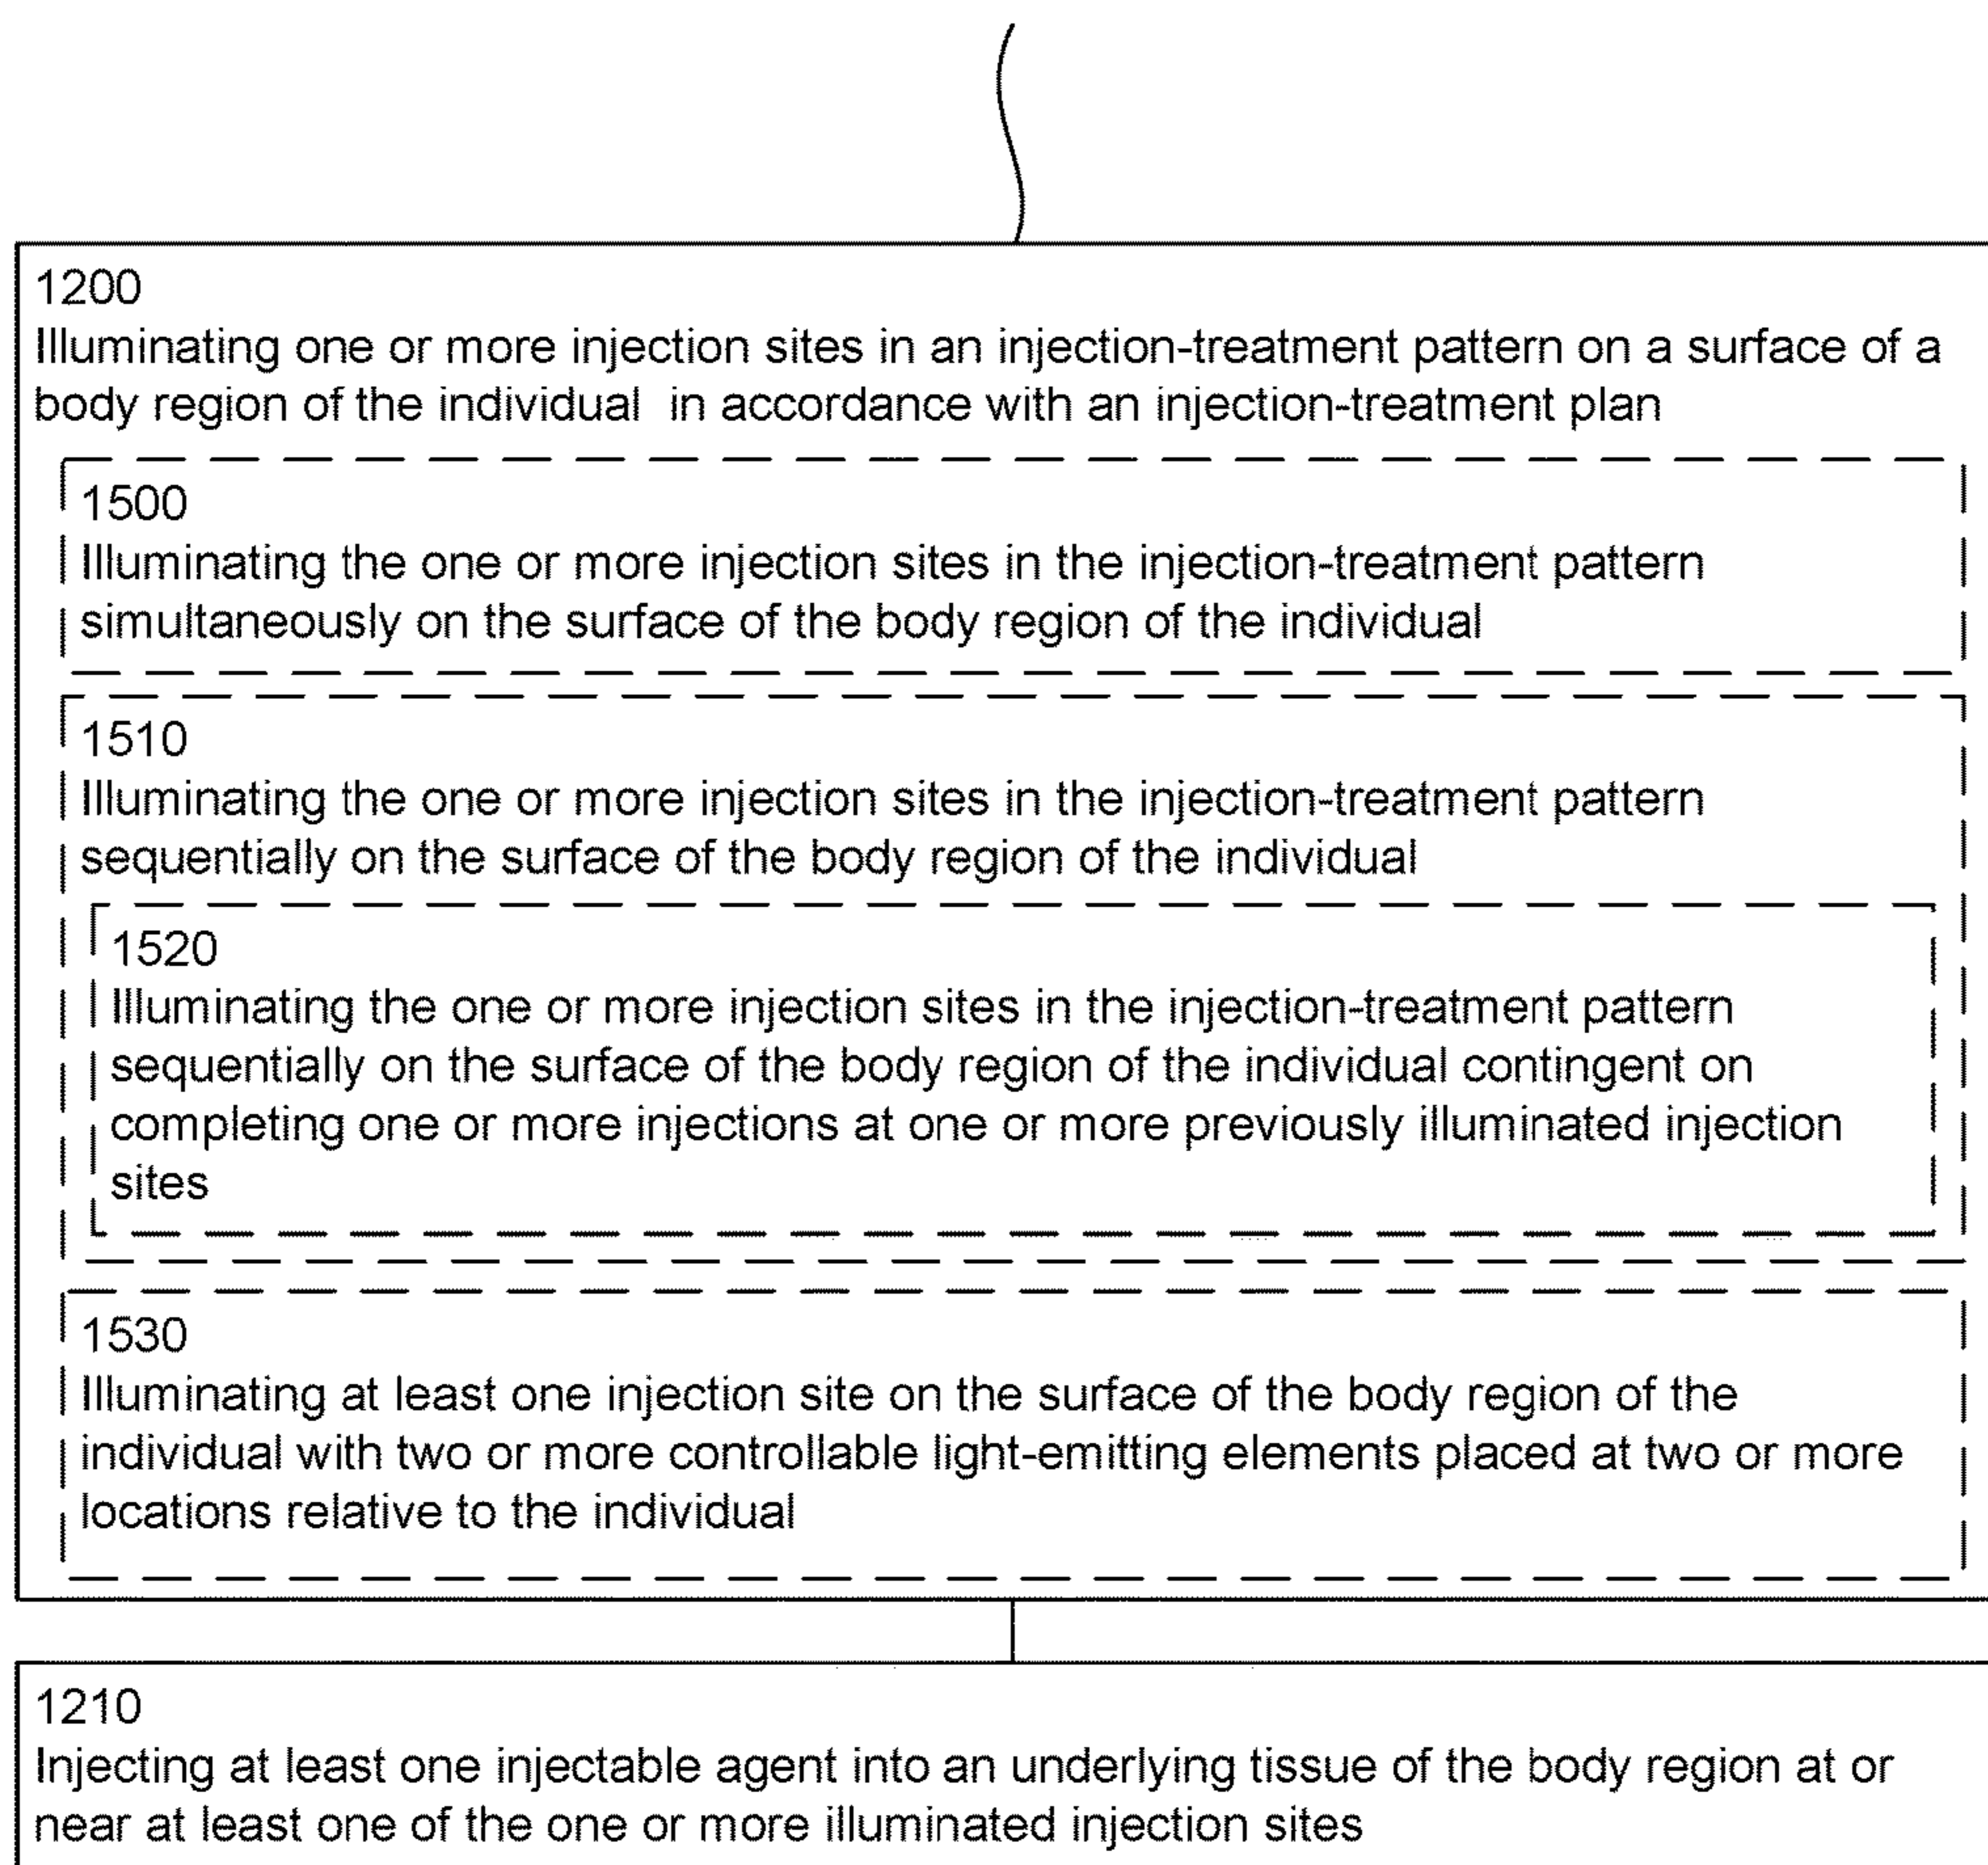 1200
Illuminating one or more injection sites in an injection-treatment pattern on a surface of a
body region of the individual in accordance with an injection-treatment plan
1500
Illuminating the one or more injection sites in the injection-treatment pattern
simultaneously on the surface of the body region of the individual
1510
Illuminating the one or more injection sites in the injection-treatment pattern
sequentially on the surface of the body region of the individual
1520
Illuminating the one or more injection sites in the injection-treatment pattern
sequentially on the surface of the body region of the individual contingent on
completing one or more injections at one or more previously illuminated injection
sites
1530
Illuminating at least one injection site on the surface of the body region of the
individual with two or more controllable light-emitting elements placed at two or more
locations relative to the individual
1210
Injecting at least one injectable agent into an underlying tissue of the body region at or
near at least one of the one or more illuminated injection sites